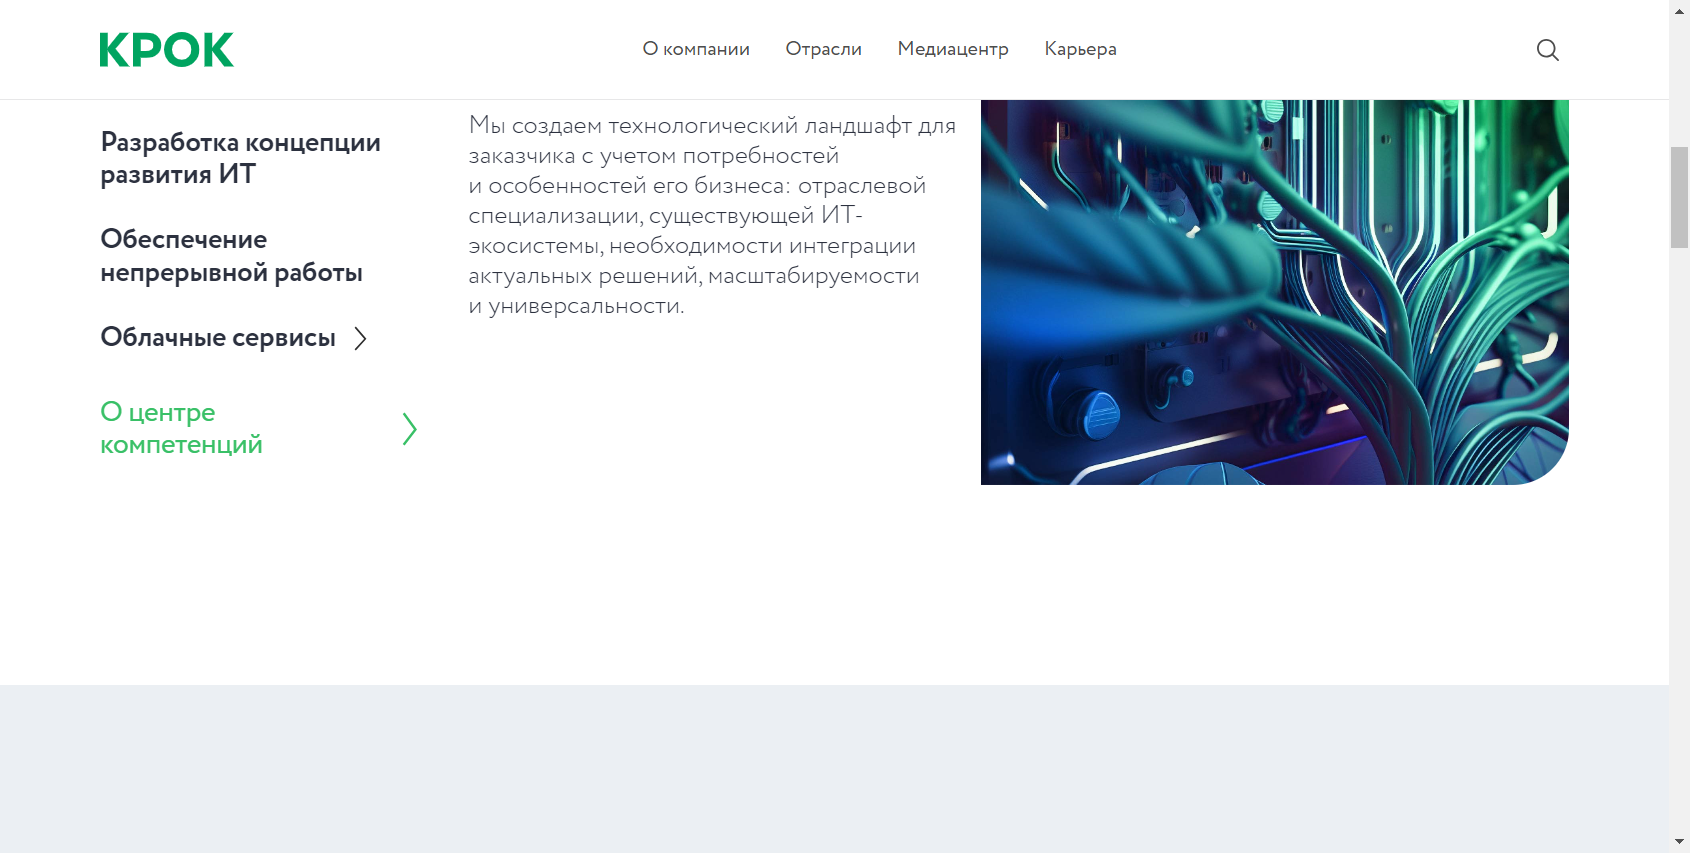 КРОК
О компании
Отрасли
Медиацентр
Карьера
Разработка концепции
развития ИТ
Обеспечение
непрерывной работы
Облачные сервисы
О центре
компетенций
Мы создаем технологический ландшафт для
заказчика с учетом потребностей
и особенностей его бизнеса: отраслевой
специализации, существующей ИТ-
экосистемы, необходимости интеграции
актуальных решений, масштабируемости
и универсальности.